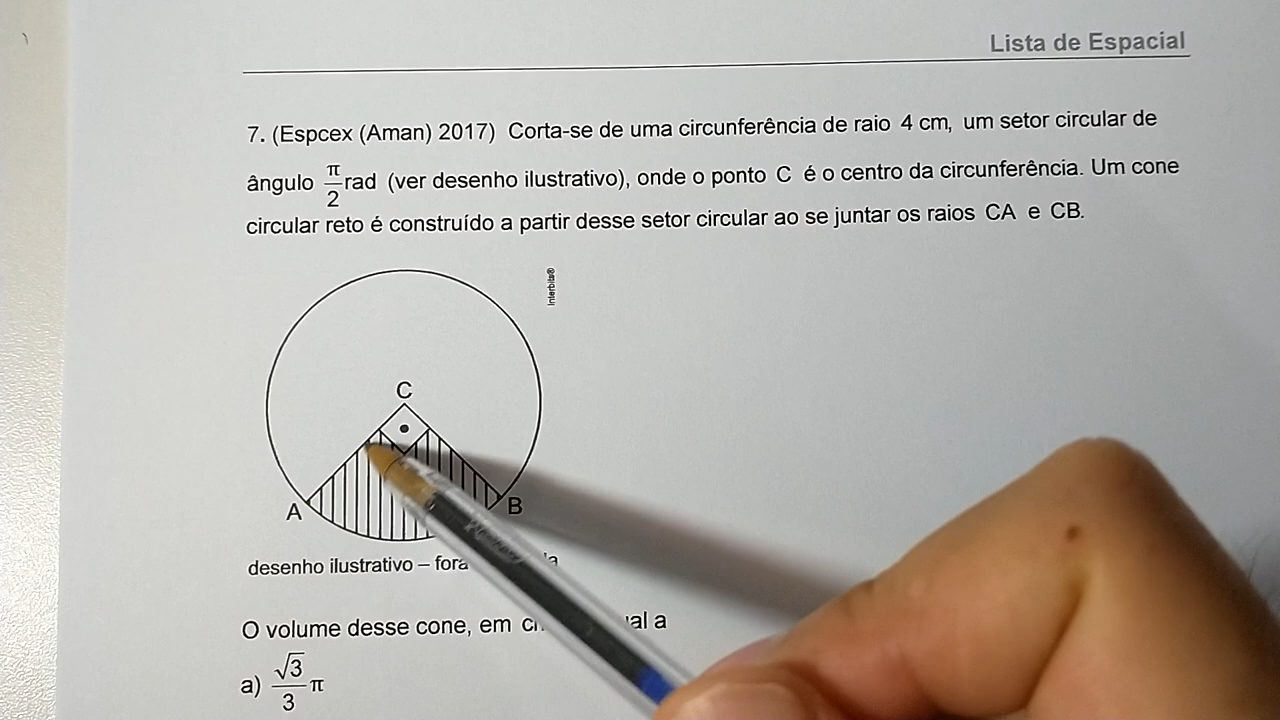 Lista de Espacial
7. (Espcex (Aman) 2017) Corta-se de uma circunferência de raio 4 cm, um setor circular de
ângulo π/2 rad (ver desenho ilustrativo), onde o ponto C é o centro da circunferência. Um cone
circular reto é construído a partir desse setor circular ao se juntar os raios CA e CB.
Interbits®
C
A
B
desenho ilustrativo – fora
O volume desse cone, em
a) √3/3 π